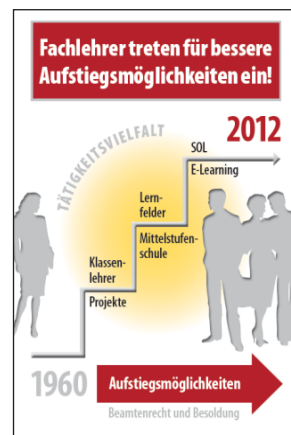 Fachlehrer treten für bessere
Aufstiegsmöglichkeiten ein!
2012
TÄTIGKEITSVIELFALT
SOL
E-Learning
Lern-
felder
Mittelstufen-
schule
Klassen-
lehrer
Projekte
1960
Aufstiegsmöglichkeiten
Beamtenrecht und Besoldung